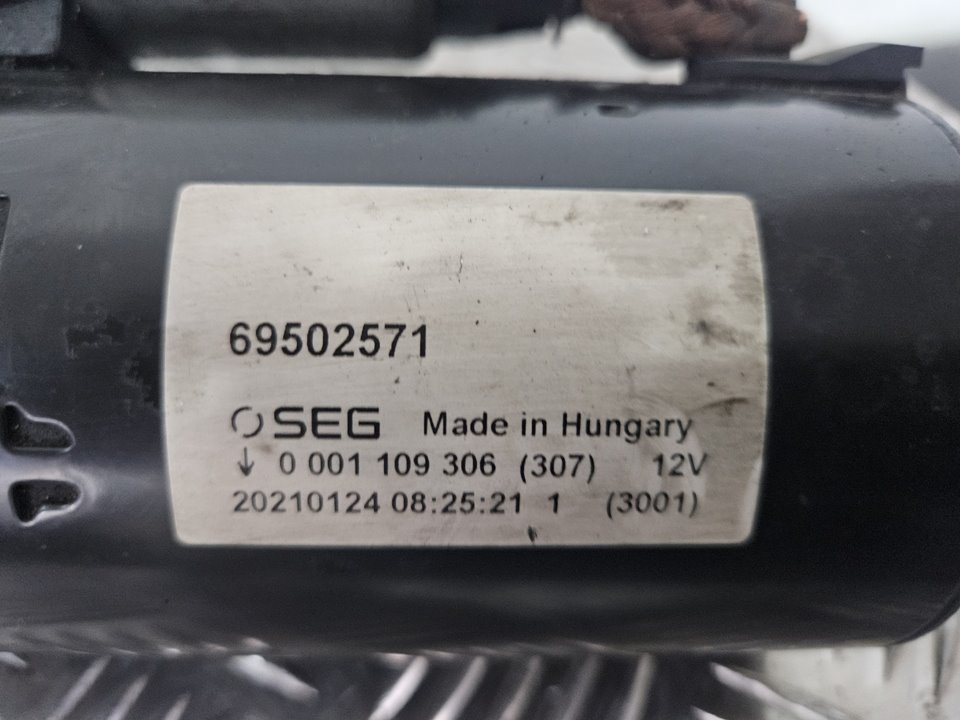 69502571
SEG Made in Hungary
↓ 0 001 109 306 (307) 12V
20210124 08:25:21 1 (3001)